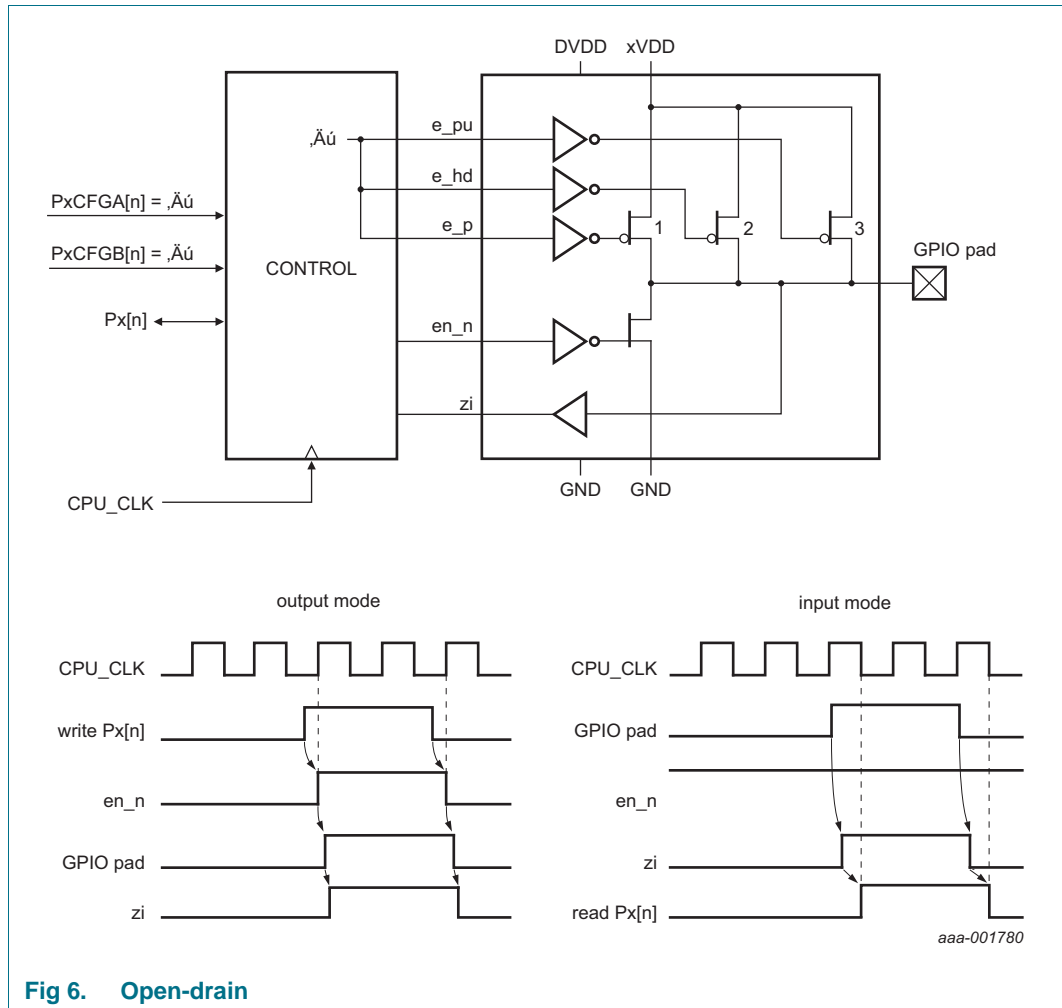 DVDD xVDD
e_pu
‚Äú
e_hd
PxCFGA[n] = ‚Äú
e_p
1 2 3
GPIO pad
PxCFGB[n] = ‚Äú
CONTROL
Px[n]
en_n
zi
GND GND
CPU_CLK
output mode
CPU_CLK
write Px[n]
en_n
GPIO pad
zi
input mode
CPU_CLK
GPIO pad
en_n
zi
read Px[n]
aaa-001780
Fig 6. Open-drain